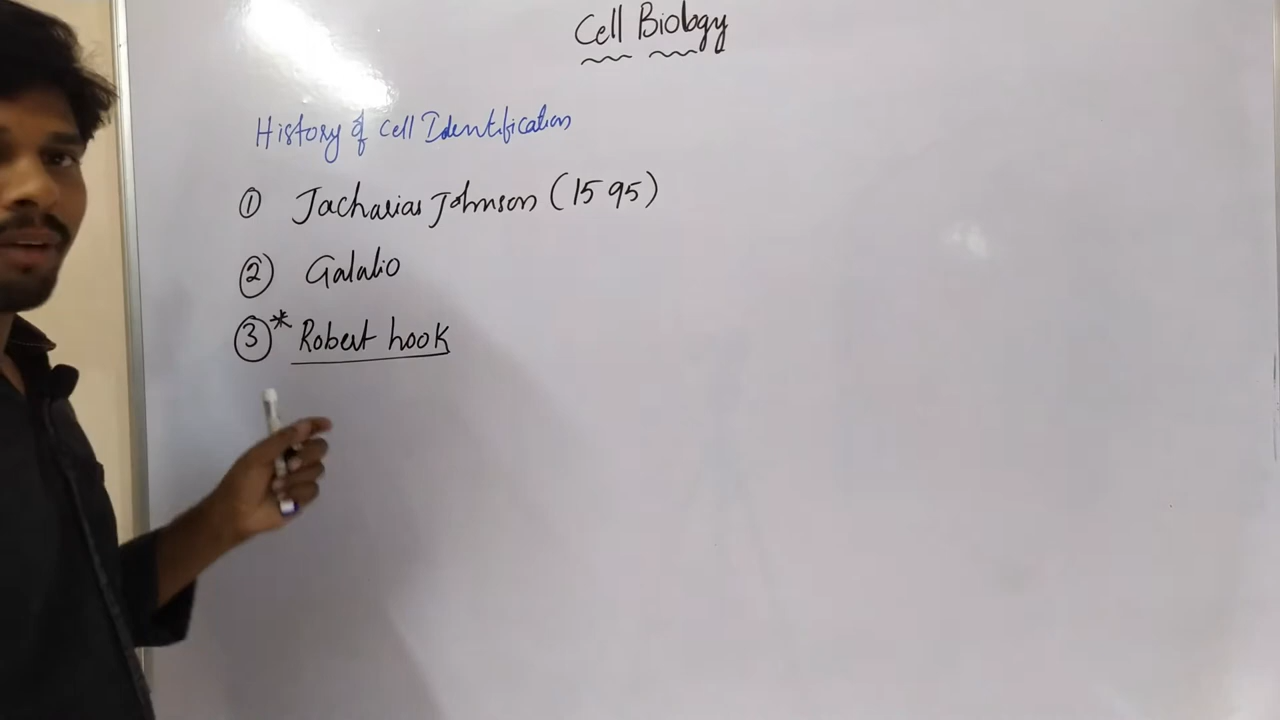 Cell Biology
History of Cell Identification
① Jacharias Johnson (1595)
② Galalio
③* Robert hook